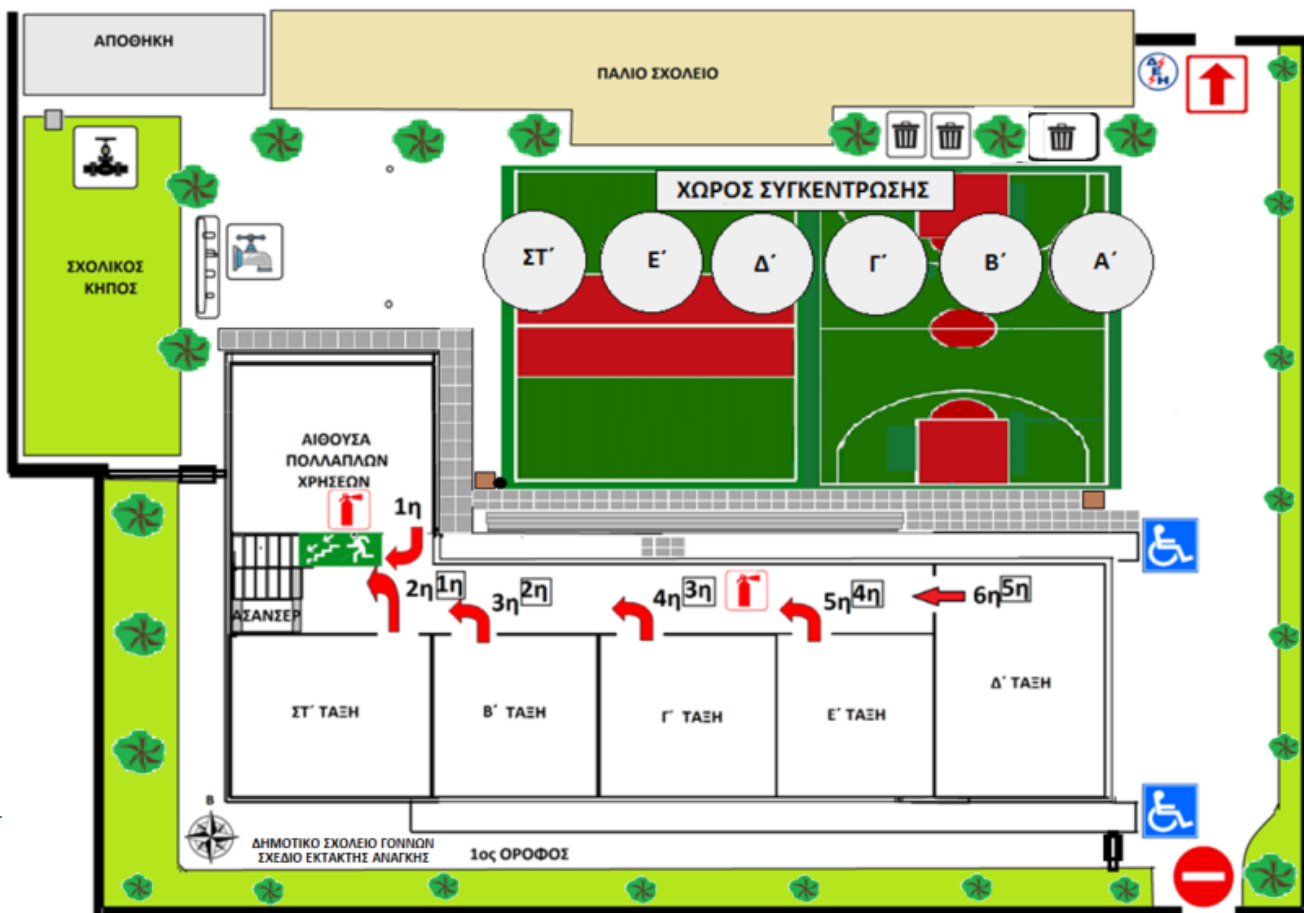 ΑΠΟΘΗΚΗ
ΠΑΛΙΟ ΣΧΟΛΕΙΟ
ΔΕΗ
ΧΩΡΟΣ ΣΥΓΚΕΝΤΡΩΣΗΣ
ΣΤ΄ Ε΄ Δ΄ Γ΄ Β΄ Α΄
ΣΧΟΛΙΚΟΣ
ΚΗΠΟΣ
ΑΙΘΟΥΣΑ
ΠΟΛΛΑΠΛΩΝ
ΧΡΗΣΕΩΝ
1η
2η 1η
3η 2η
4η 3η
5η 4η
6η 5η
ΑΣΑΝΣΕΡ
ΣΤ΄ ΤΑΞΗ
Β΄ ΤΑΞΗ
Γ΄ ΤΑΞΗ
Ε΄ ΤΑΞΗ
Δ΄ ΤΑΞΗ
Β
ΔΗΜΟΤΙΚΟ ΣΧΟΛΕΙΟ ΓΟΝΝΩΝ
ΣΧΕΔΙΟ ΕΚΤΑΚΤΗΣ ΑΝΑΓΚΗΣ
1ος ΟΡΟΦΟΣ